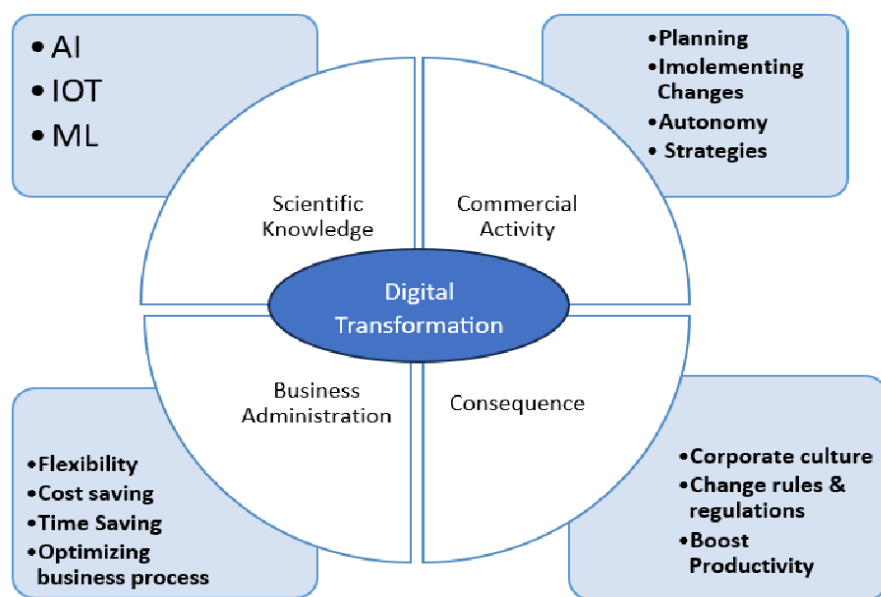 • AI
• IOT
• ML
•Planning
•Imolementing
Changes
•Autonomy
• Strategies
Scientific
Knowledge
Commercial
Activity
Digital
Transformation
Business
Administration
Consequence
•Flexibility
•Cost saving
•Time Saving
•Optimizing
business process
•Corporate culture
•Change rules &
regulations
•Boost
Productivity